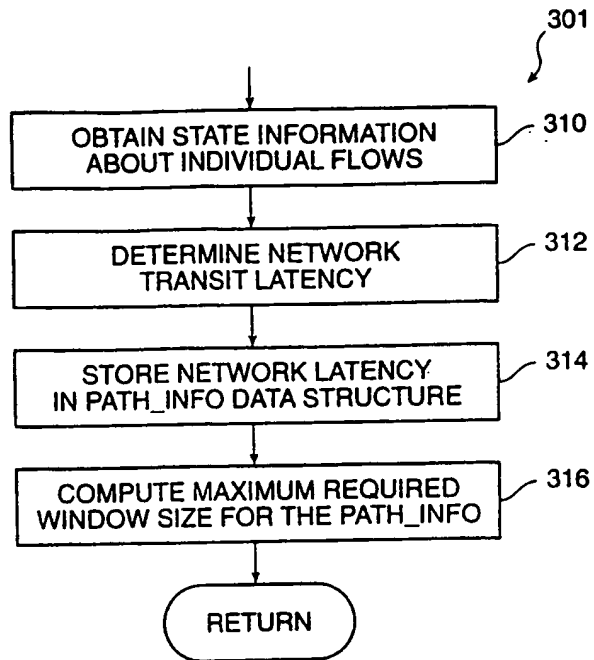 301
OBTAIN STATE INFORMATION
ABOUT INDIVIDUAL FLOWS
310
DETERMINE NETWORK
TRANSIT LATENCY
312
STORE NETWORK LATENCY
IN PATH_INFO DATA STRUCTURE
314
COMPUTE MAXIMUM REQUIRED
WINDOW SIZE FOR THE PATH_INFO
316
RETURN